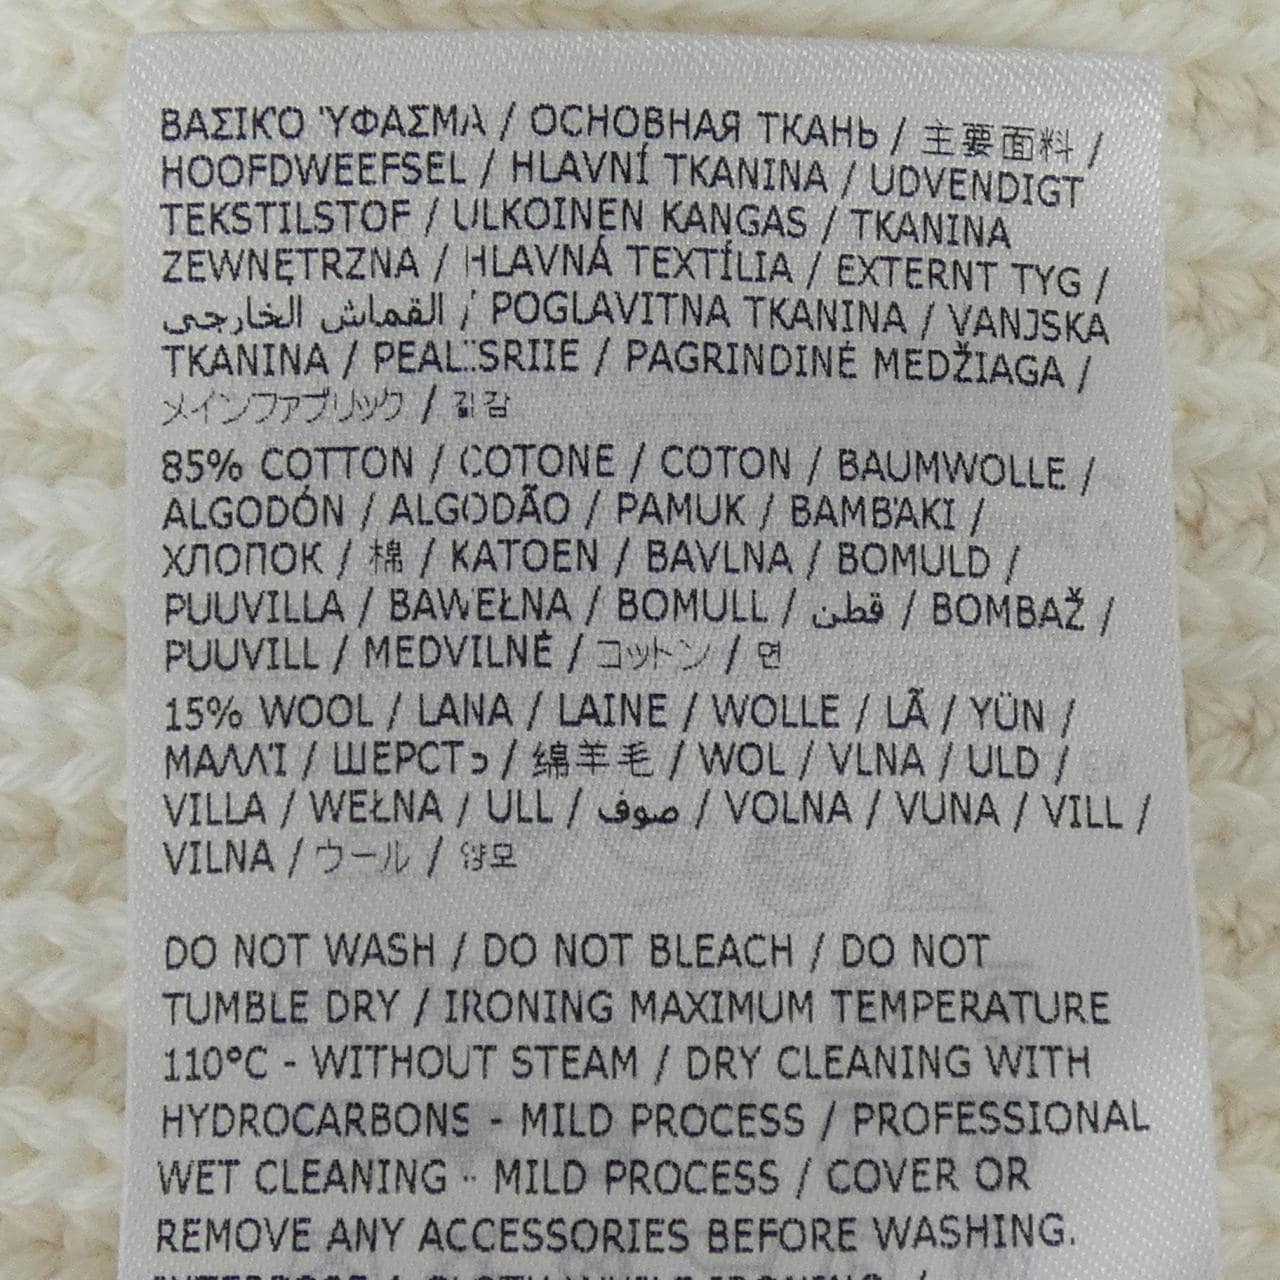 ΒΑΣΙΚΌ ΎΦΑΣΜΑ / ОСНОВНАЯ ТКАНЬ / 主要面料 /
HOOFDWEEFSEL / HLAVNÍ TKANINA / UDVENDIGT
TEKSTILSTOF / ULKOINEN KANGAS / TKANINA
ZEWNĘTRZNA / HLAVNÁ TEXTÍLIA / EXTERNT TYG /
القماش الخارجي / POGLAVITNA TKANINA / VANJSKA
TKANINA / PEALISRIIE / PAGRINDINĖ MEDŽIAGA /
メインファブリック / 겉감
85% COTTON / COTONE / COTON / BAUMWOLLE /
ALGODÓN / ALGODÃO / PAMUK / ΒΑΜΒΆΚΙ /
ХЛОПОК / 棉 / KATOEN / BAVLNA / BOMULD /
PUUVILLA / BAWEŁNA / BOMULL / قطن / BOMBAŽ /
PUUVILL / MEDVILNĖ / コットン / 면
15% WOOL / LANA / LAINE / WOLLE / LÃ / YÜN /
ΜΑΛΛΊ / ШЕРСТЬ / 绵羊毛 / WOL / VLNA / ULD /
VILLA / WEŁNA / ULL / صوف / VOLNA / VUNA / VILL /
VILNA / ウール / 양모
DO NOT WASH / DO NOT BLEACH / DO NOT
TUMBLE DRY / IRONING MAXIMUM TEMPERATURE
110°C - WITHOUT STEAM / DRY CLEANING WITH
HYDROCARBONS - MILD PROCESS / PROFESSIONAL
WET CLEANING - MILD PROCESS / COVER OR
REMOVE ANY ACCESSORIES BEFORE WASHING.